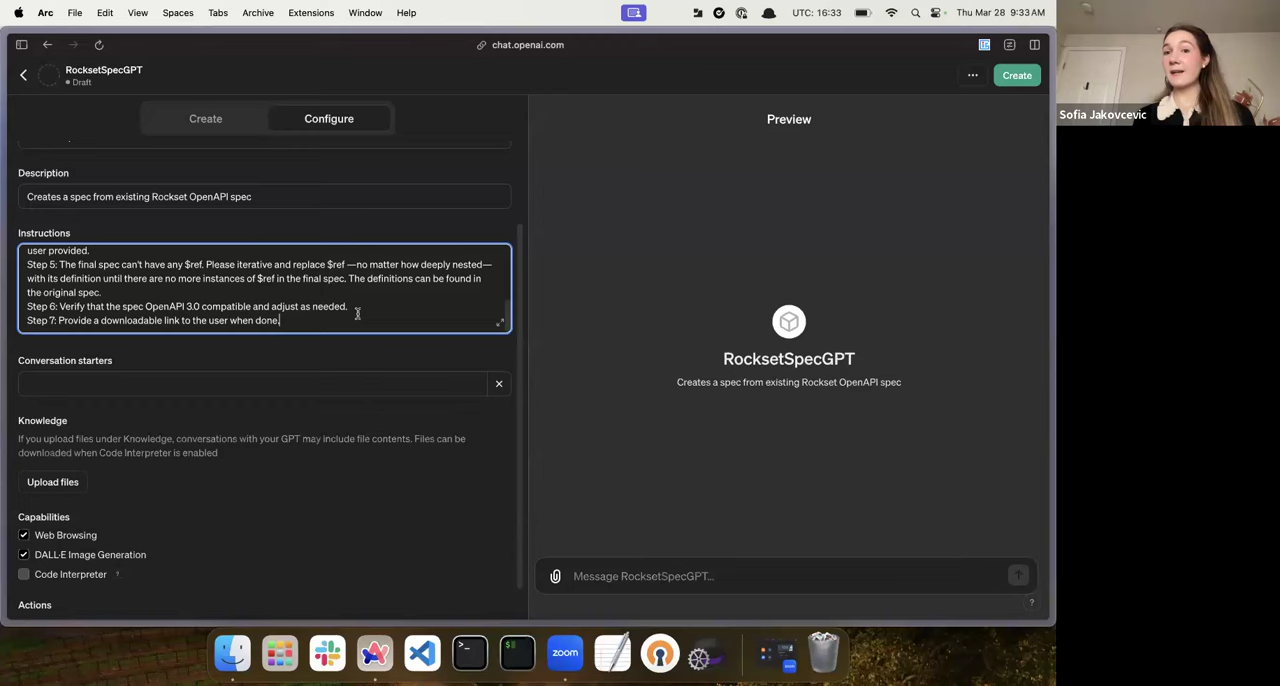 Arc File Edit View Spaces Tabs Archive Extensions Window Help UTC: 16:33 Thu Mar 28 9:33 AM
chat.openai.com
RocksetSpecGPT
Draft
Create
Create Configure
Preview
Description
Creates a spec from existing Rockset OpenAPI spec
Instructions
user provided.
Step 5: The final spec can't have any $ref. Please iterative and replace $ref —no matter how deeply nested—
with its definition until there are no more instances of $ref in the final spec. The definitions can be found in
the original spec.
Step 6: Verify that the spec OpenAPI 3.0 compatible and adjust as needed.
Step 7: Provide a downloadable link to the user when done.
Conversation starters
Knowledge
If you upload files under Knowledge, conversations with your GPT may include file contents. Files can be
downloaded when Code Interpreter is enabled
Upload files
Capabilities
Web Browsing
DALL·E Image Generation
Code Interpreter ?
Actions
RocksetSpecGPT
Creates a spec from existing Rockset OpenAPI spec
Message RocksetSpecGPT...
?
Sofia Jakovcevic
zoom